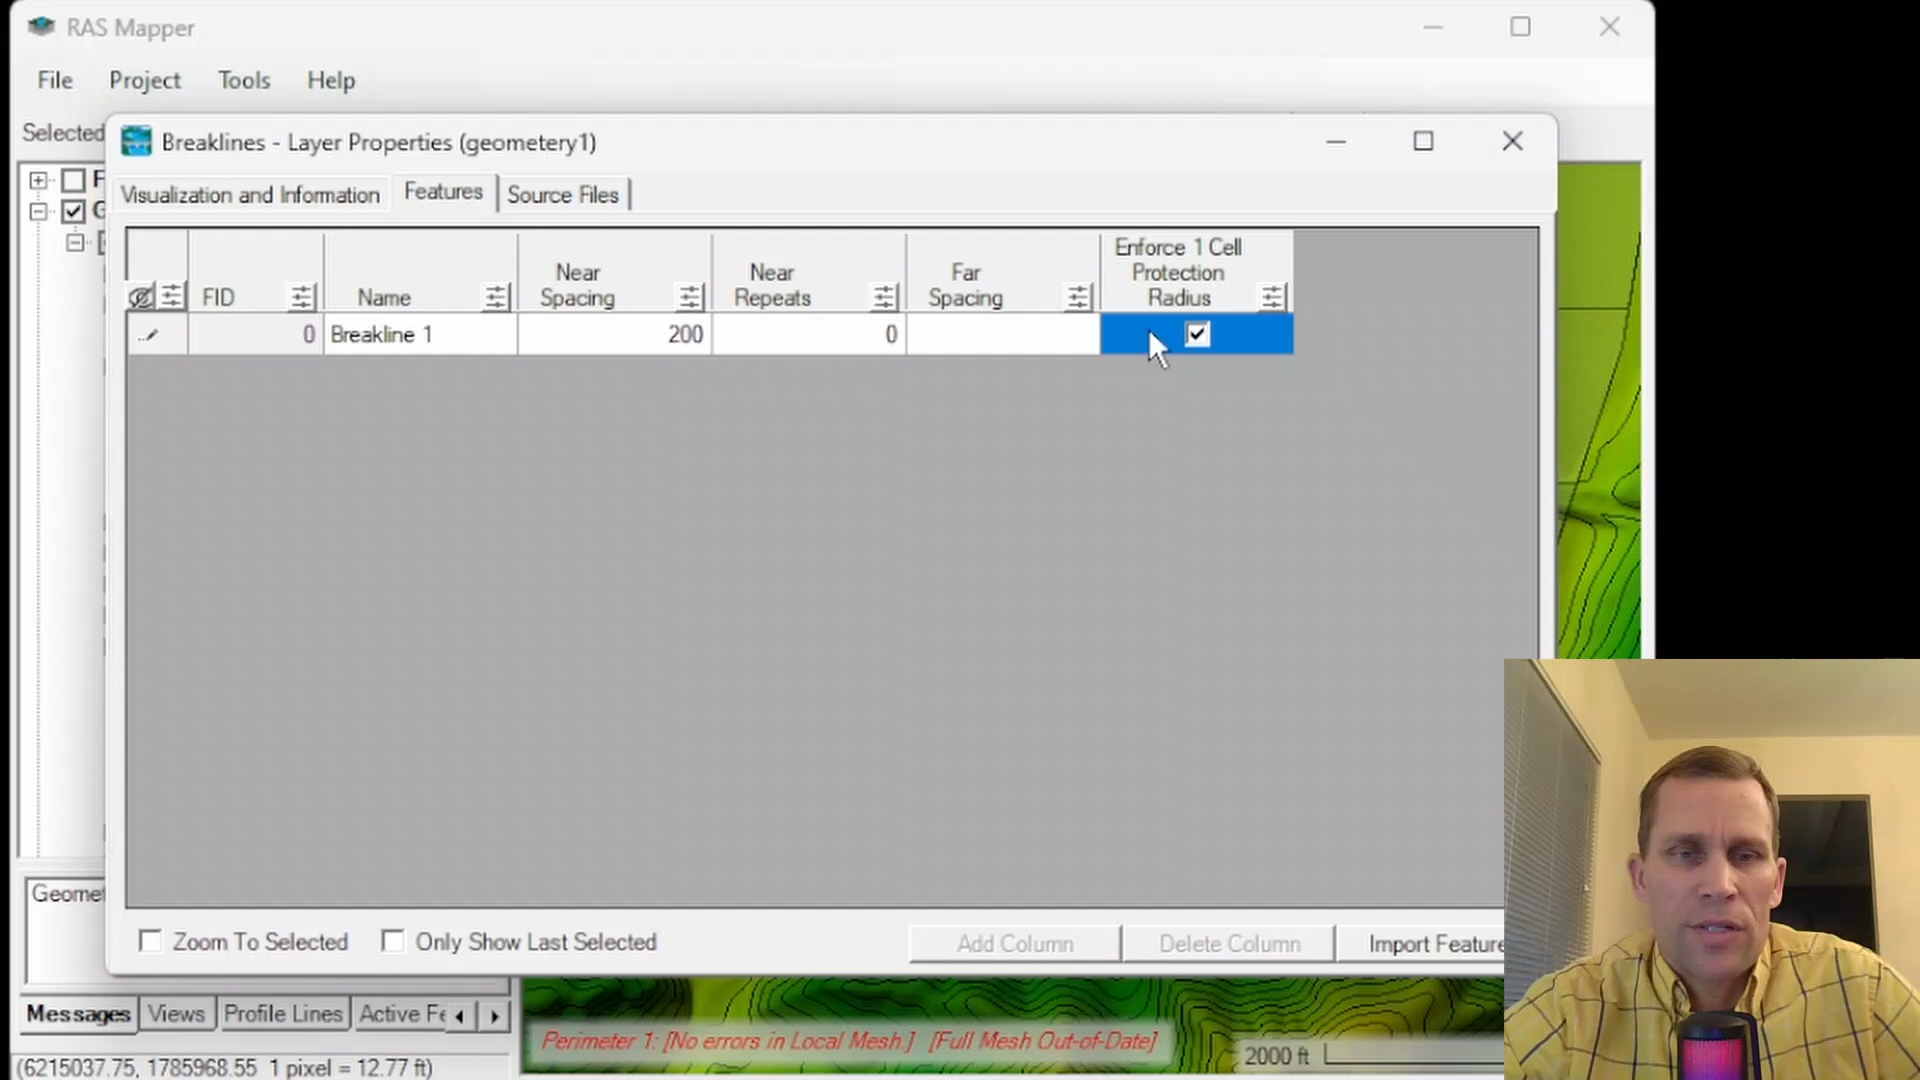 RAS Mapper
File Project Tools Help
Selected
Breaklines - Layer Properties (geometery1)
F
G
Visualization and Information Features Source Files
FID Name Near Spacing Near Repeats Far Spacing Enforce 1 Cell Protection Radius
0 Breakline 1 200 0
Geome
Zoom To Selected Only Show Last Selected Add Column Delete Column Import Feature
Messages Views Profile Lines Active Fe
Perimeter 1: [No errors in Local Mesh.] [Full Mesh Out-of-Date]
2000 ft
(6215037.75, 1785968.55 1 pixel = 12.77 ft)